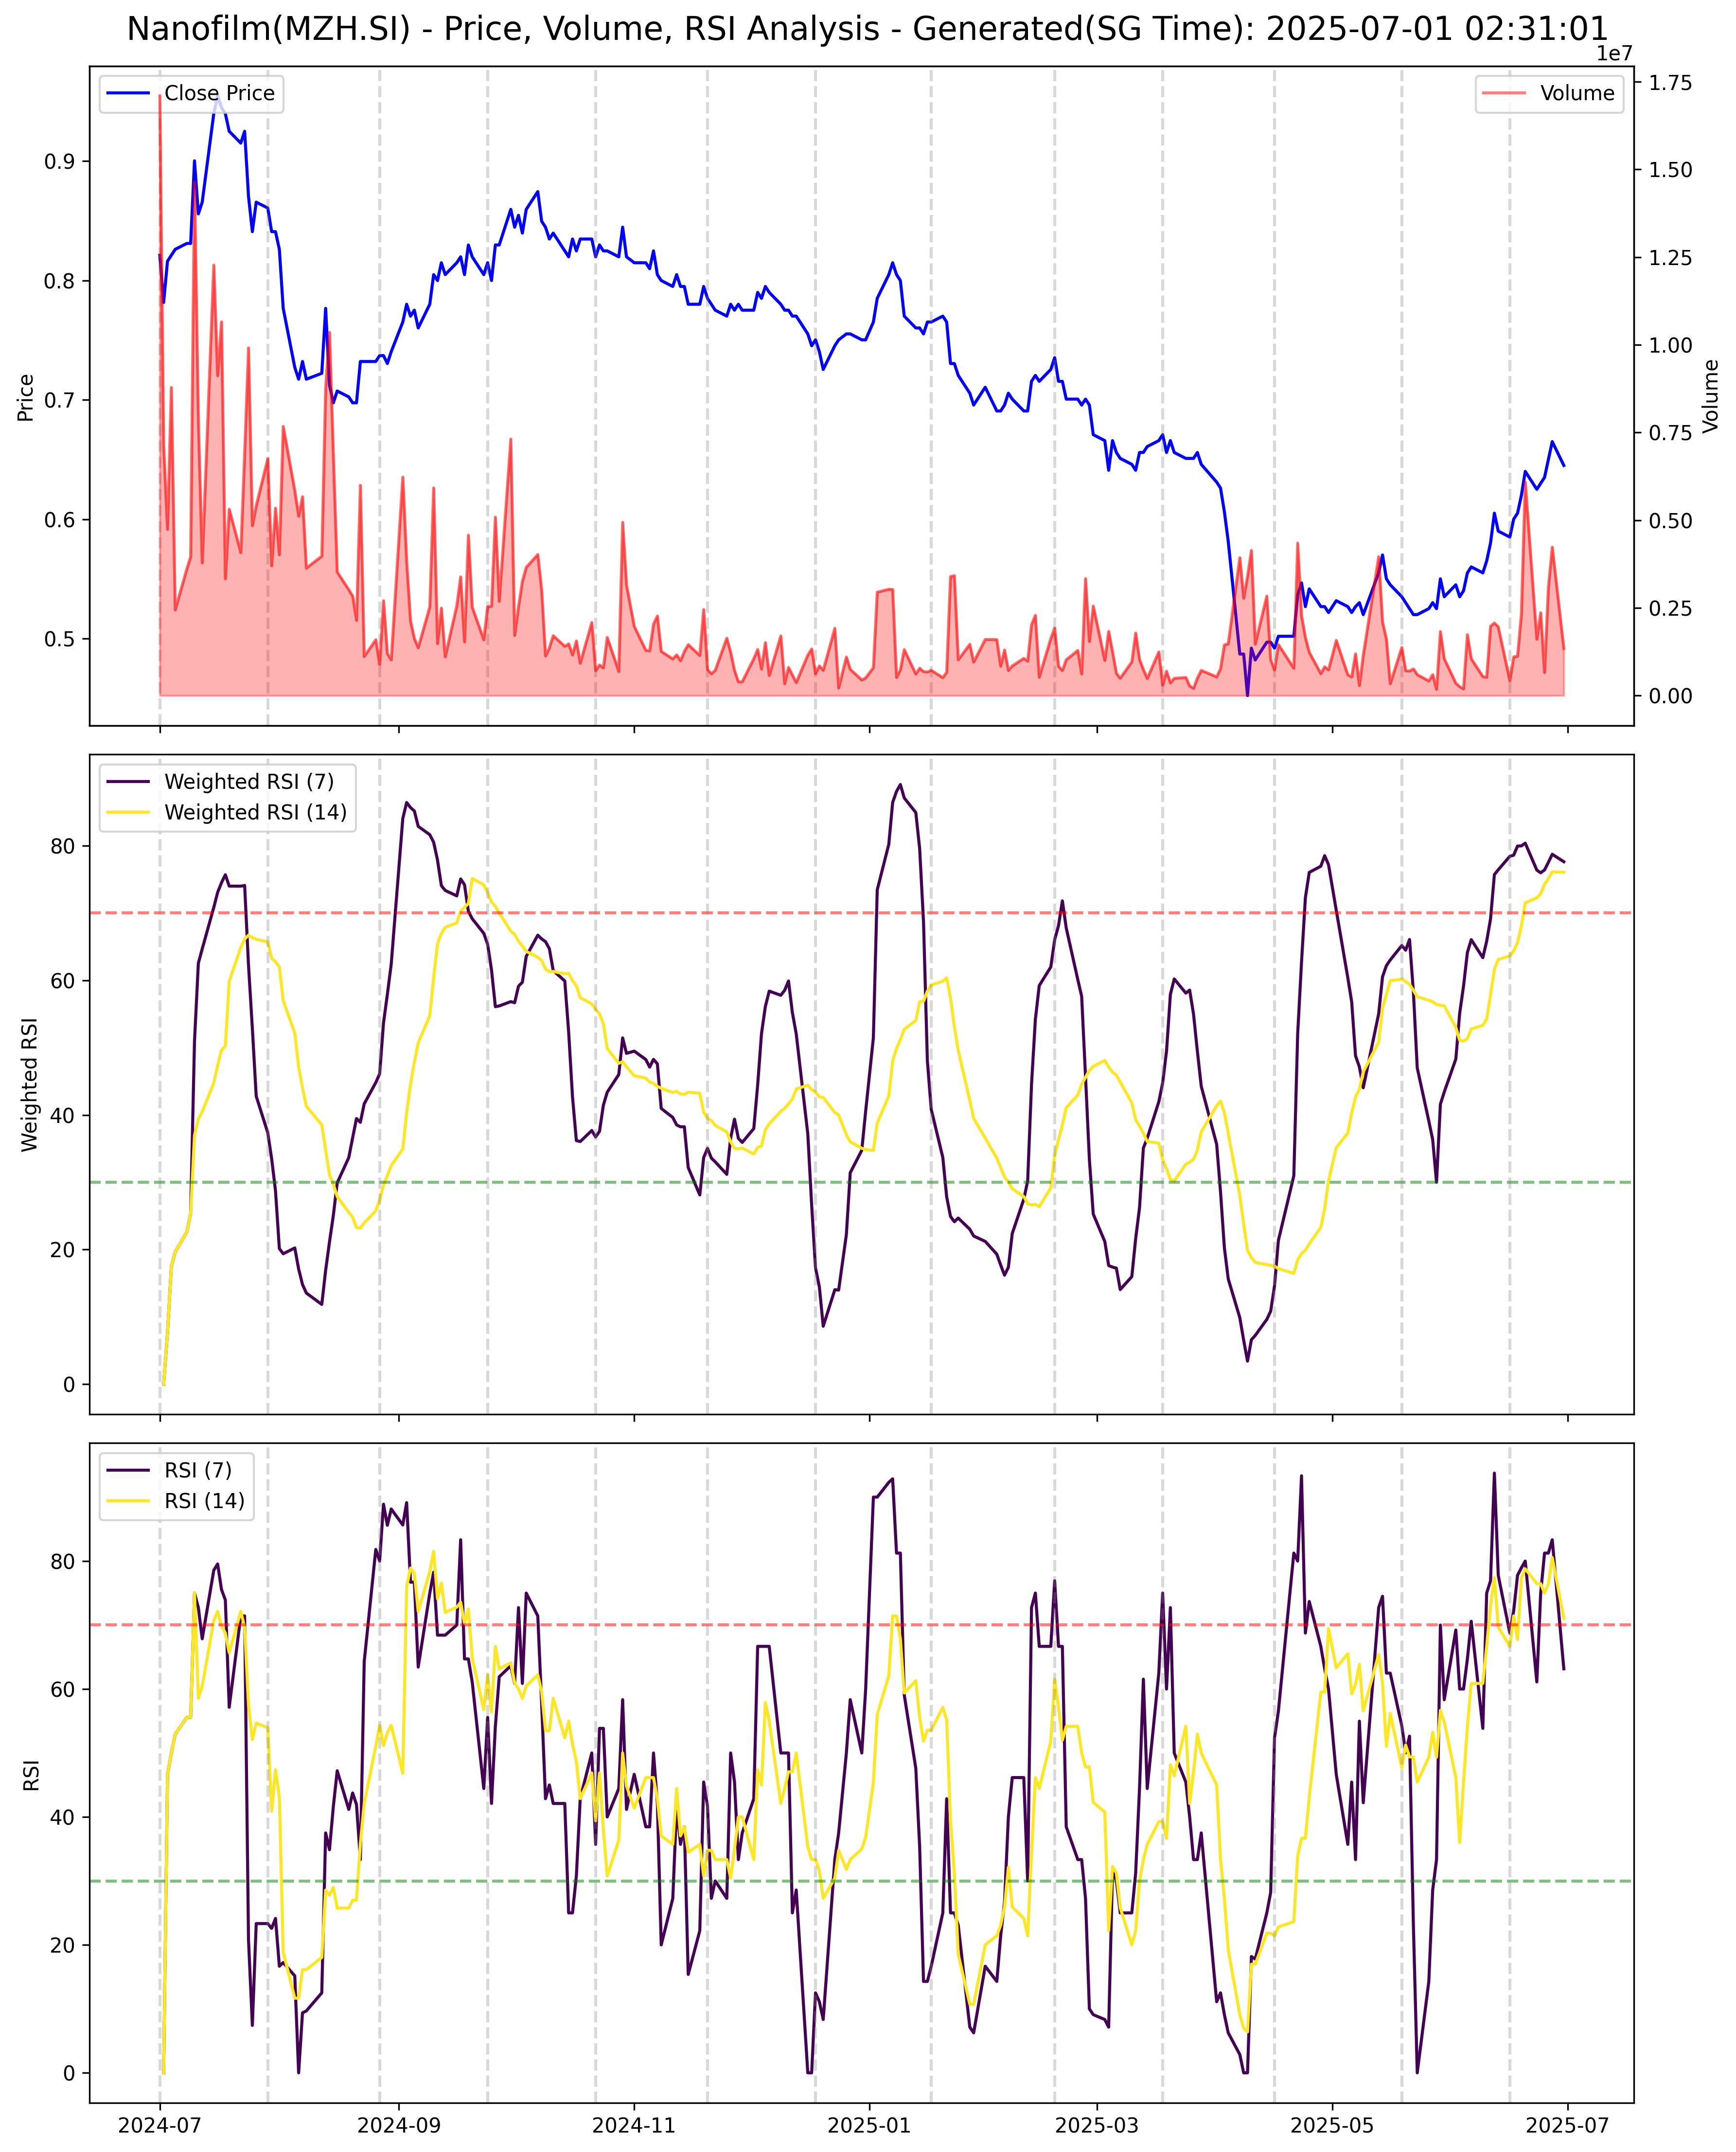 Nanofilm(MZH.SI) - Price, Volume, RSI Analysis - Generated(SG Time): 2025-07-01 02:31:01
1e7
Close Price
Volume
0.9
0.8
0.7
0.6
0.5
Price
1.75
1.50
1.25
1.00
0.75
0.50
0.25
0.00
Volume
Weighted RSI (7)
Weighted RSI (14)
80
60
40
20
0
Weighted RSI
RSI (7)
RSI (14)
80
60
40
20
0
RSI
2024-07
2024-09
2024-11
2025-01
2025-03
2025-05
2025-07